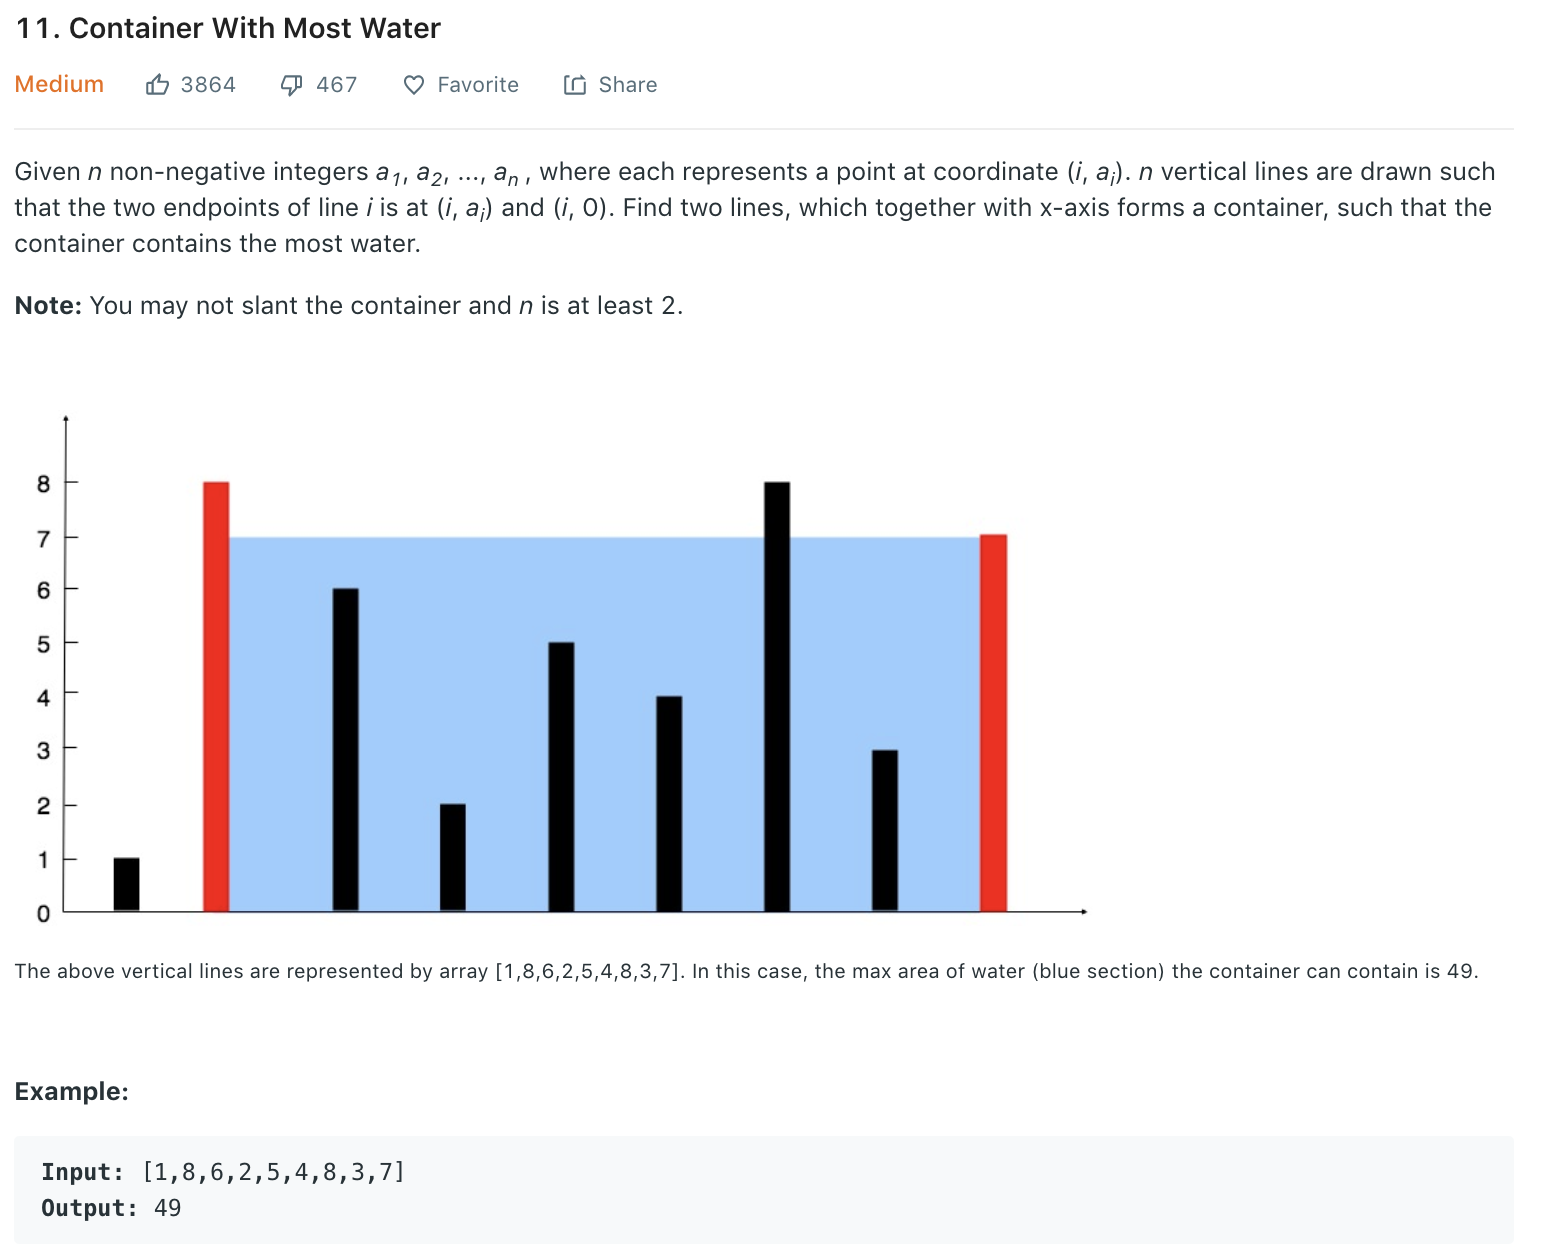 11. Container With Most Water
Medium 3864 467 Favorite Share
Given n non-negative integers a1, a2, ..., an , where each represents a point at coordinate (i, ai). n vertical lines are drawn such
that the two endpoints of line i is at (i, ai) and (i, 0). Find two lines, which together with x-axis forms a container, such that the
container contains the most water.
Note: You may not slant the container and n is at least 2.
8
7
6
5
4
3
2
1
0
The above vertical lines are represented by array [1,8,6,2,5,4,8,3,7]. In this case, the max area of water (blue section) the container can contain is 49.
Example:
Input: [1,8,6,2,5,4,8,3,7]
Output: 49